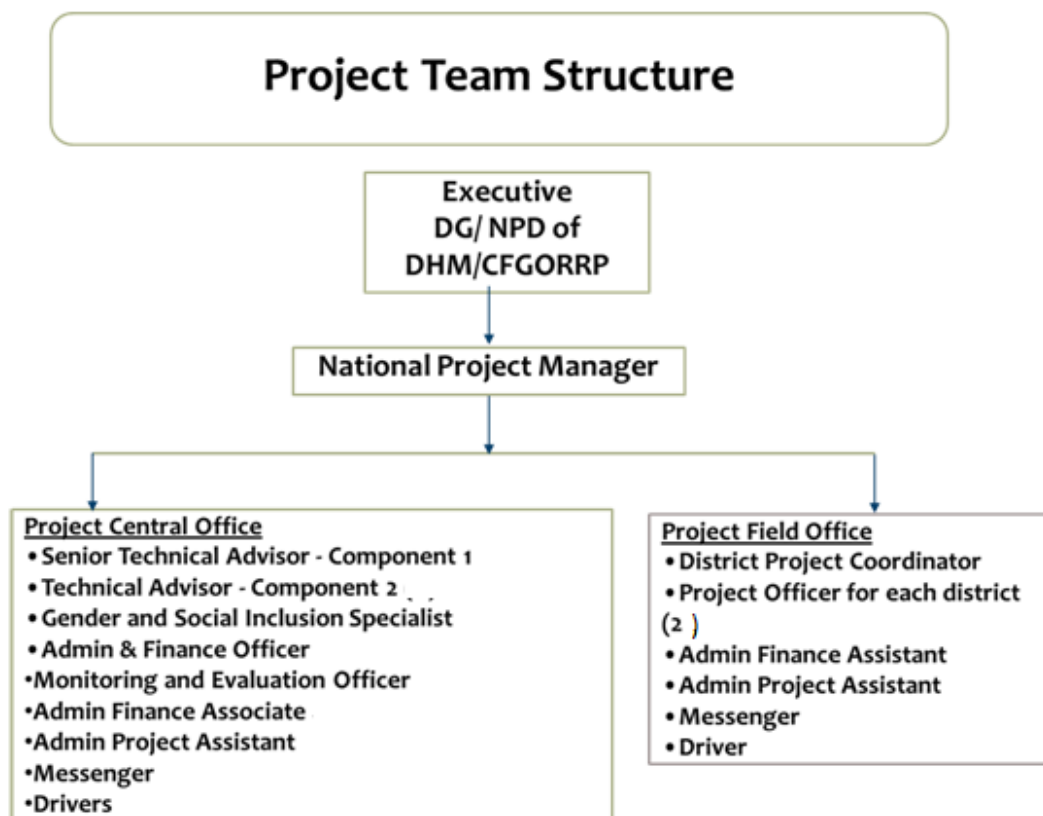 Project Team Structure
Executive
DG/ NPD of
DHM/CFGORRP
National Project Manager
Project Central Office
• Senior Technical Advisor - Component 1
• Technical Advisor - Component 2
• Gender and Social Inclusion Specialist
• Admin & Finance Officer
•Monitoring and Evaluation Officer
•Admin Finance Associate
•Admin Project Assistant
•Messenger
•Drivers
Project Field Office
• District Project Coordinator
• Project Officer for each district
(2 )
• Admin Finance Assistant
• Admin Project Assistant
• Messenger
• Driver